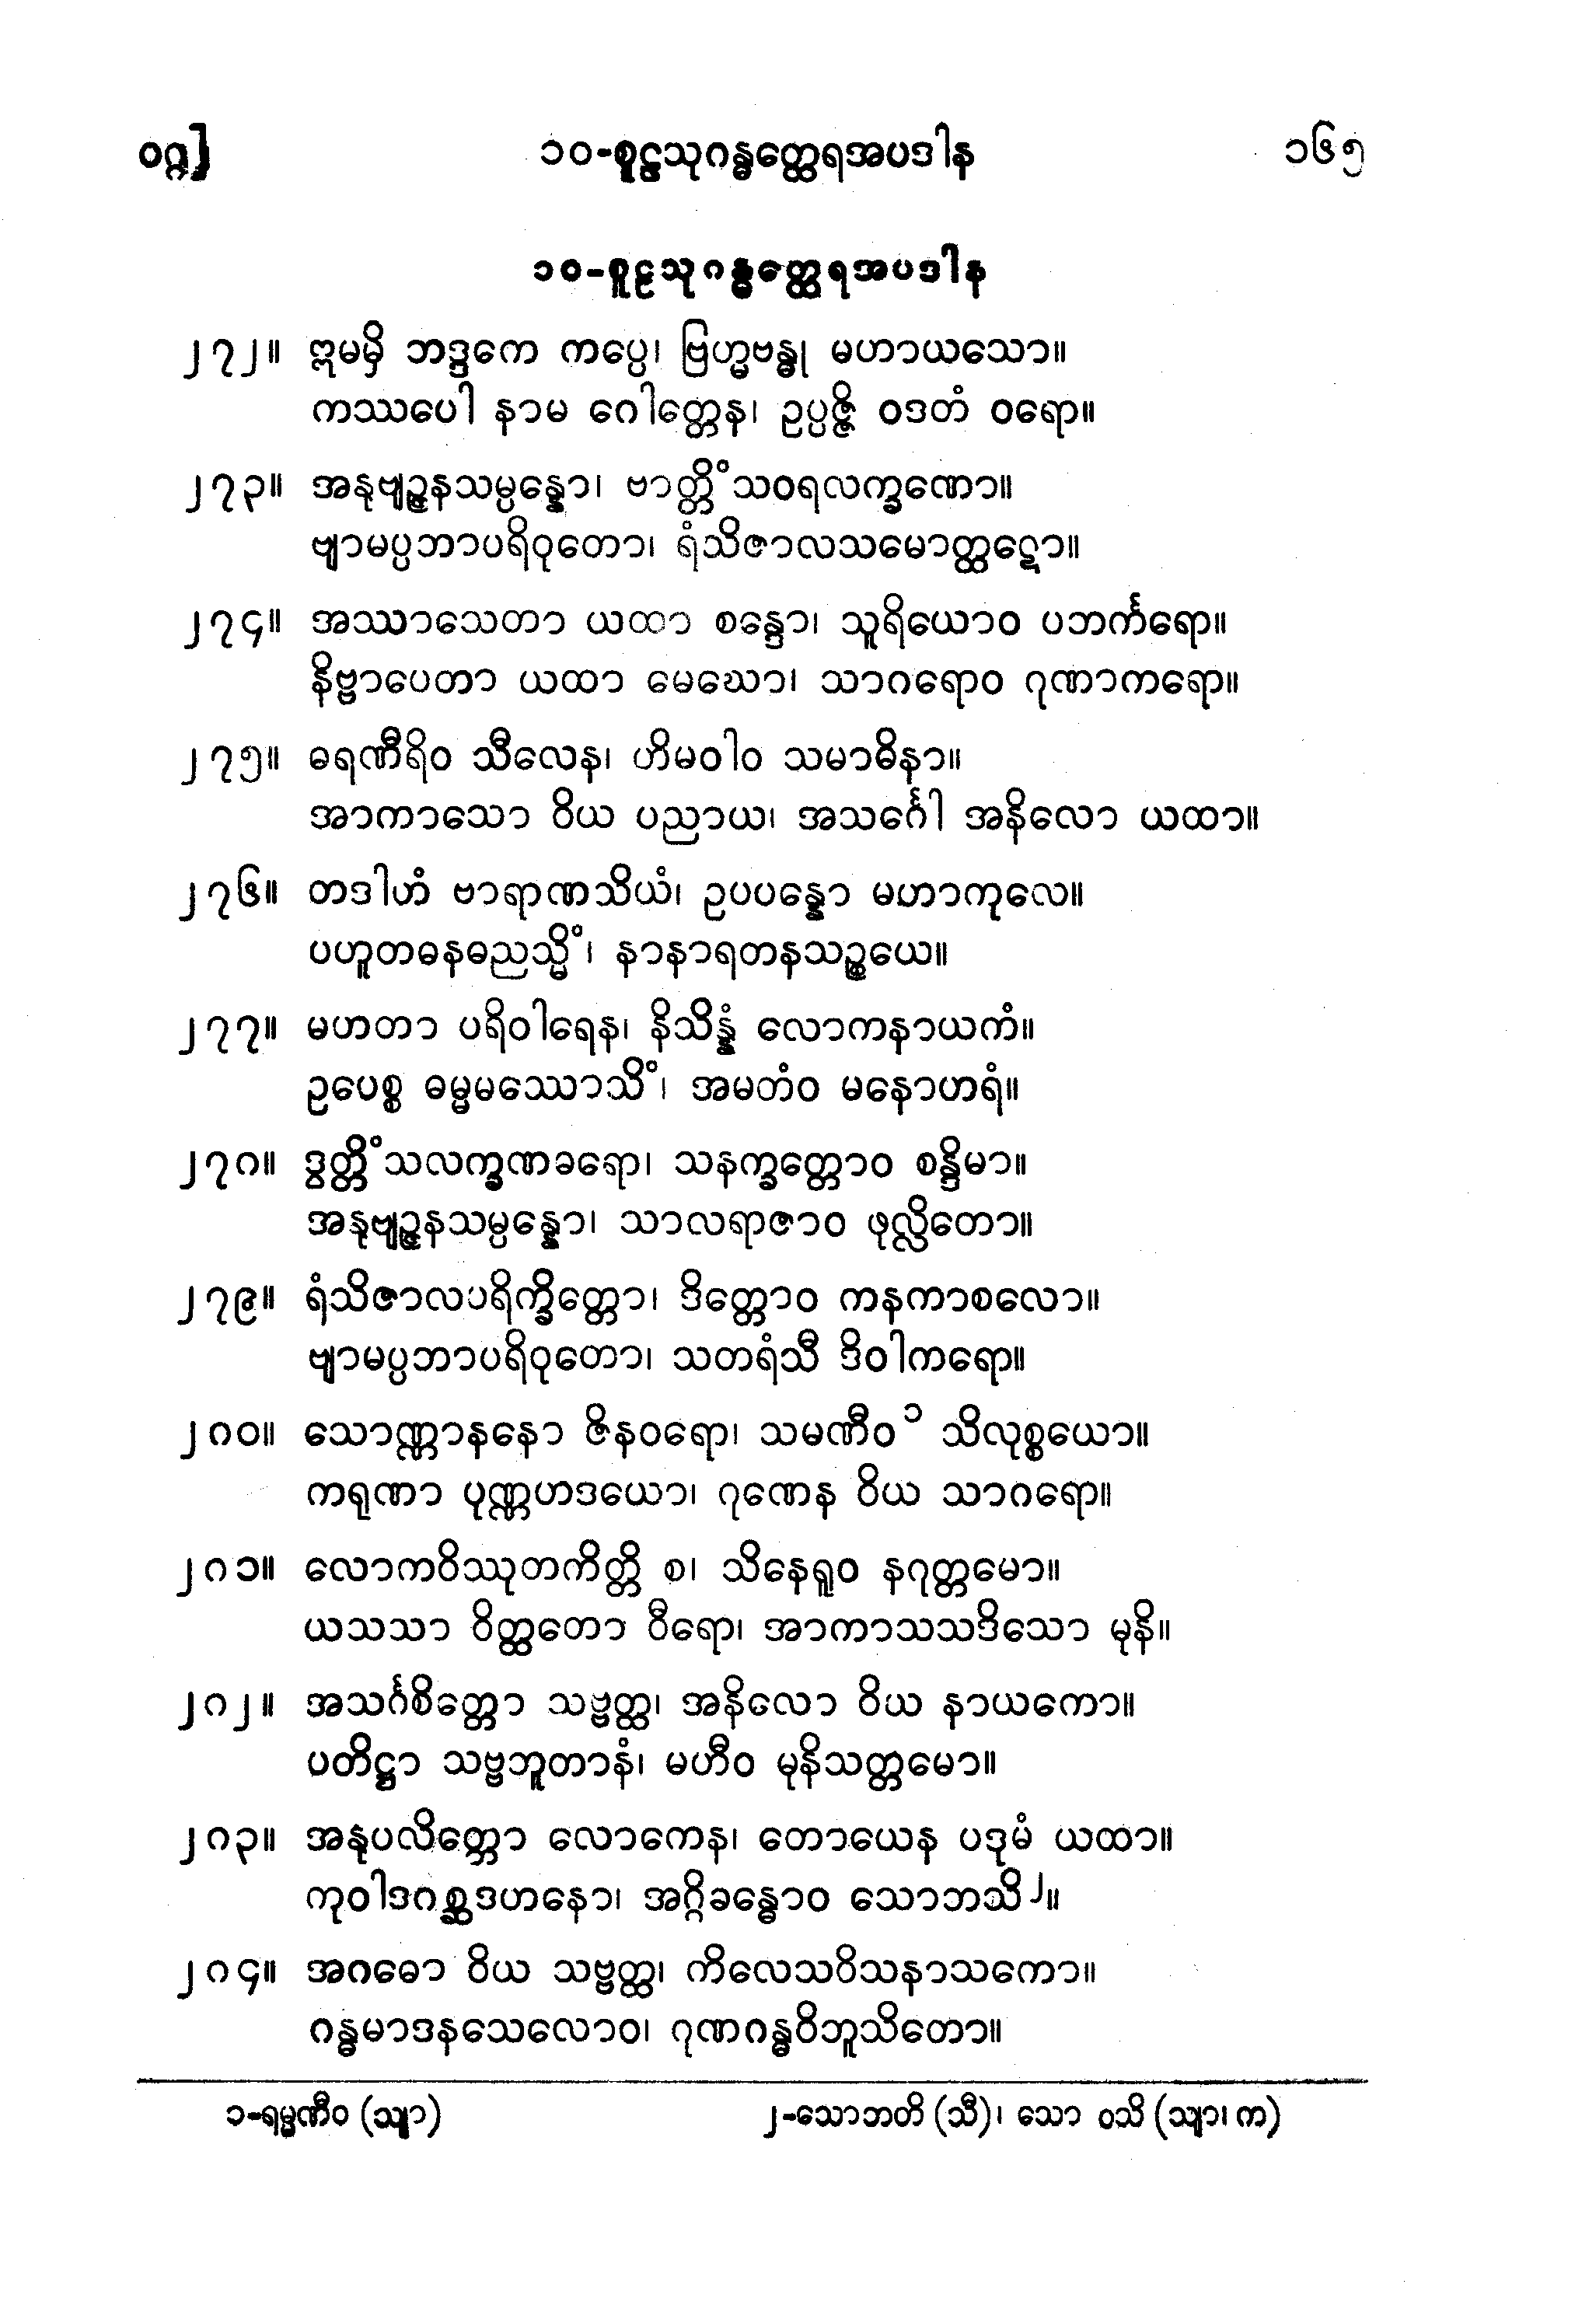 ဝဂ္ဂ]	၁၀-စူဠသုဂန္ဓတ္ထေရအပဒါန	၁၆၅
၁၀-စူဠသုဂန္ဓတ္ထေရအပဒါန
၂၇၂။ ဣမမှိ ဘဒ္ဒကေ ကပ္ပေ၊ ဗြဟ္မဗန္ဓု မဟာယသော။
ကဿပေါ နာမ ဂေါတ္တေန၊ ဥပ္ပဇ္ဇိ ဝဒတံ ဝရော။
၂၇၃။ အနုဗျဉ္ဇနသမ္ပန္နော၊ ဗာတ္တိံသဝရလက္ခဏော။
ဗျာမပ္ပဘာပရိဝုတော၊ ရံသိဇာလသမောတ္ထဋော။
၂၇၄။ အဿာသေတာ ယထာ စန္ဒော၊ သူရိယောဝ ပဘင်္ကရော။
နိဗ္ဗာပေတာ ယထာ မေဃော၊ သာဂရောဝ ဂုဏာကရော။
၂၇၅။ ဓရဏီရိဝ သီလေန၊ ဟိမဝါဝ သမာဓိနာ။
အာကာသော ဝိယ ပညာယ၊ အသင်္ဂေါ အနိလော ယထာ။
၂၇၆။ တဒါဟံ ဗာရာဏသိယံ၊ ဥပပန္နော မဟာကုလေ။
ပဟူတဓနဓညသ္မိံ၊ နာနာရတနသဉ္စယေ။
၂၇၇။ မဟတာ ပရိဝါရေန၊ နိသိန္နံ လောကနာယကံ။
ဥပေစ္စ ဓမ္မမဿောသိံ၊ အမတံဝ မနောဟရံ။
၂၇၈။ ဒွတ္တိံသလက္ခဏဓရော၊ သနက္ခတ္တောဝ စန္ဒိမာ။
အနုဗျဉ္ဇနသမ္ပန္နော၊ သာလရာဇာဝ ဖုလ္လိတော။
၂၇၉။ ရံသိဇာလပရိက္ခိတ္တော၊ ဒိတ္တောဝ ကနကာစလော။
ဗျာမပ္ပဘာပရိဝုတော၊ သတရံသီ ဒိဝါကရော။
၂၈၀။ သောဏ္ဏာနနော ဇိနဝရော၊ သမဏီဝ ၁ သိလုစ္စယော။
ကရုဏာ ပုဏ္ဏဟဒယော၊ ဂုဏေန ဝိယ သာဂရော။
၂၈၁။ လောကဝိဿုတကိတ္တိ စ၊ သိနေရူဝ နဂုတ္တမော။
ယသသာ ဝိတ္ထတော ဝီရော၊ အာကာသသဒိသော မုနိ။
၂၈၂။ အသင်္ဂစိတ္တော သဗ္ဗတ္ထ၊ အနိလော ဝိယ နာယကော။
ပတိဋ္ဌာ သဗ္ဗဘူတာနံ၊ မဟီဝ မုနိသတ္တမော။
၂၈၃။ အနုပလိတ္တော လောကေန၊ တောယေန ပဒုမံ ယထာ။
ကုဝါဒဂစ္ဆဒဟနော၊ အဂ္ဂိခန္ဓောဝ သောဘသိ ၂။
၂၈၄။ အဂဓော ဝိယ သဗ္ဗတ္ထ၊ ကိလေသဝိသနာသကော။
ဂန္ဓမာဒနသေလောဝ၊ ဂုဏဂန္ဓဝိဘူသိတော။
၁-ရမ္မဏီဝ (သျာ)	၂-သောဘတိ (သီ)၊ သော ဝသိ (သျာ၊ က)